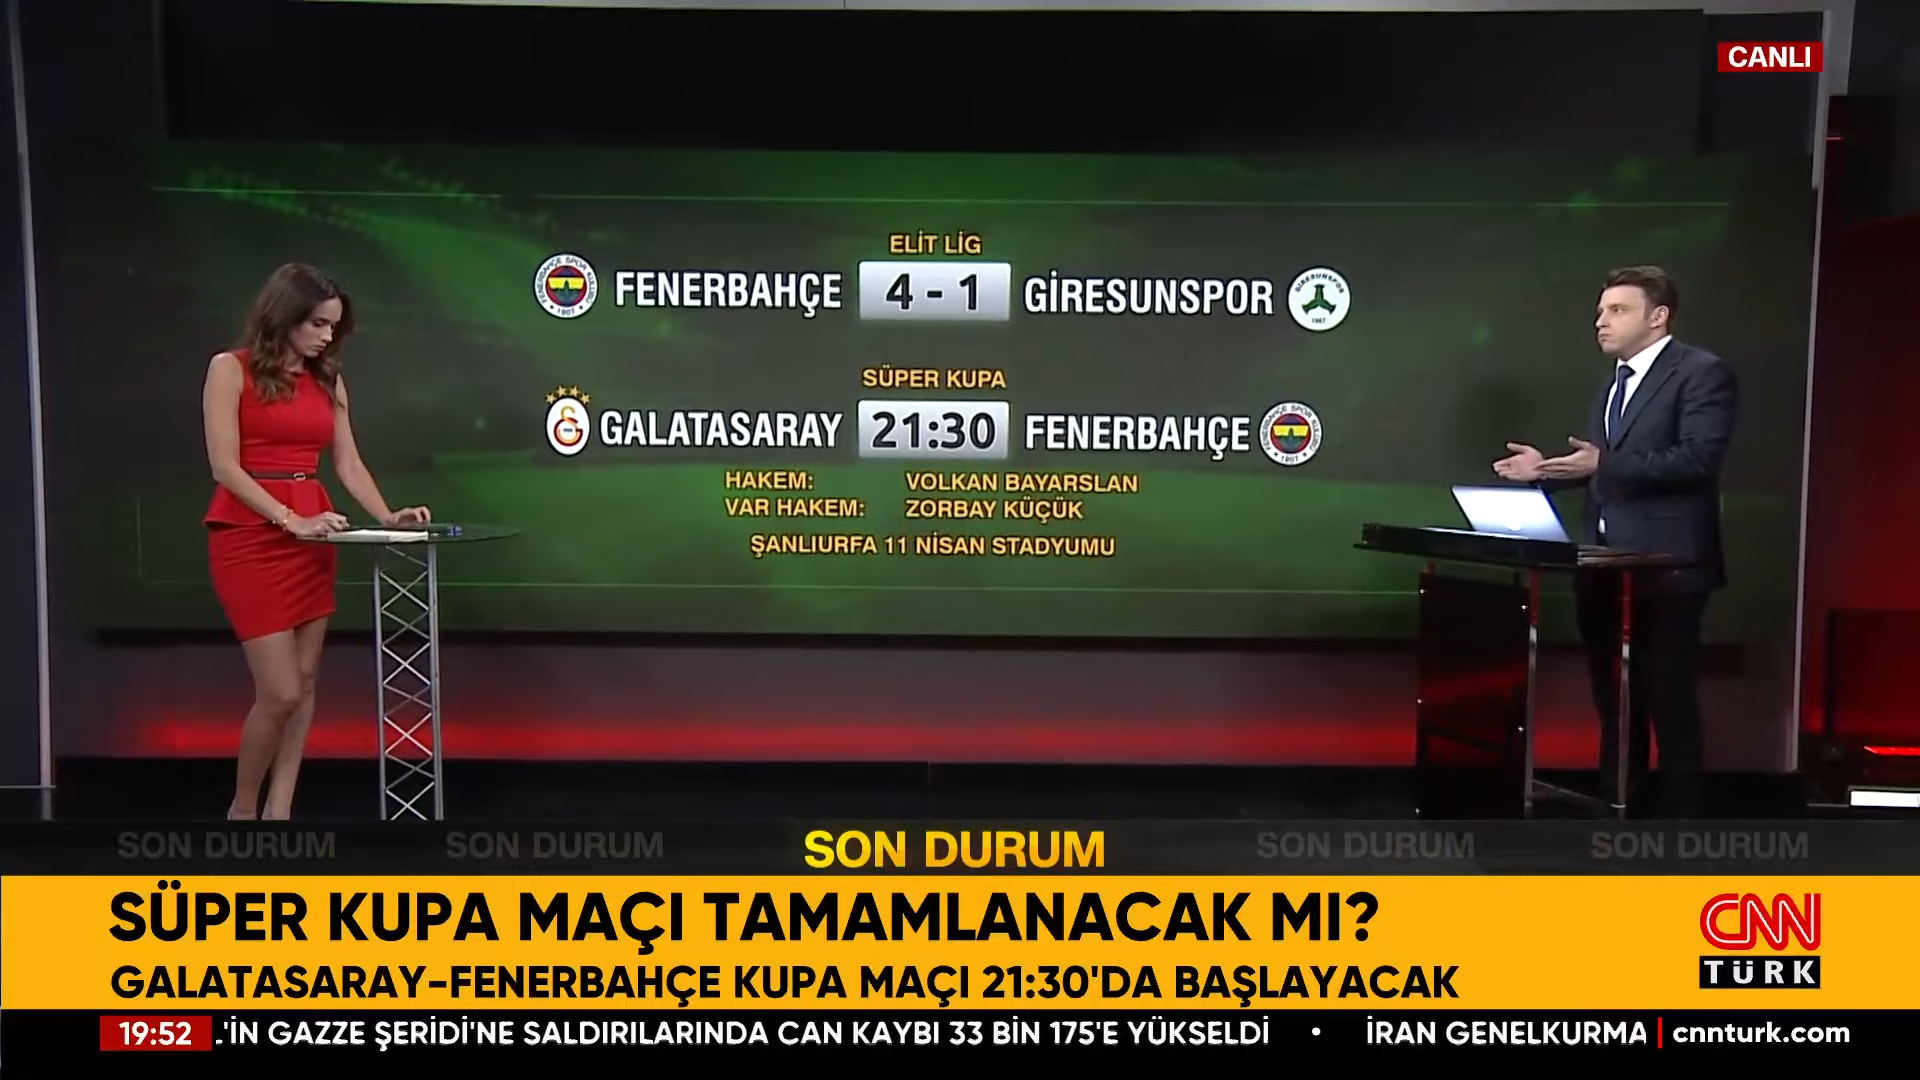 CANLI
ELİT LİG
FENERBAHÇE 4 - 1 GİRESUNSPOR
SÜPER KUPA
GALATASARAY 21:30 FENERBAHÇE
HAKEM: VOLKAN BAYARSLAN
VAR HAKEM: ZORBAY KÜÇÜK
ŞANLIURFA 11 NİSAN STADYUMU
SON DURUM SON DURUM SON DURUM SON DURUM SON DURUM
SÜPER KUPA MAÇI TAMAMLANACAK MI?
GALATASARAY-FENERBAHÇE KUPA MAÇI 21:30'DA BAŞLAYACAK
CNN
TÜRK
19:52 .'İN GAZZE ŞERİDİ'NE SALDIRILARINDA CAN KAYBI 33 BİN 175'E YÜKSELDİ • İRAN GENELKURMA cnnturk.com